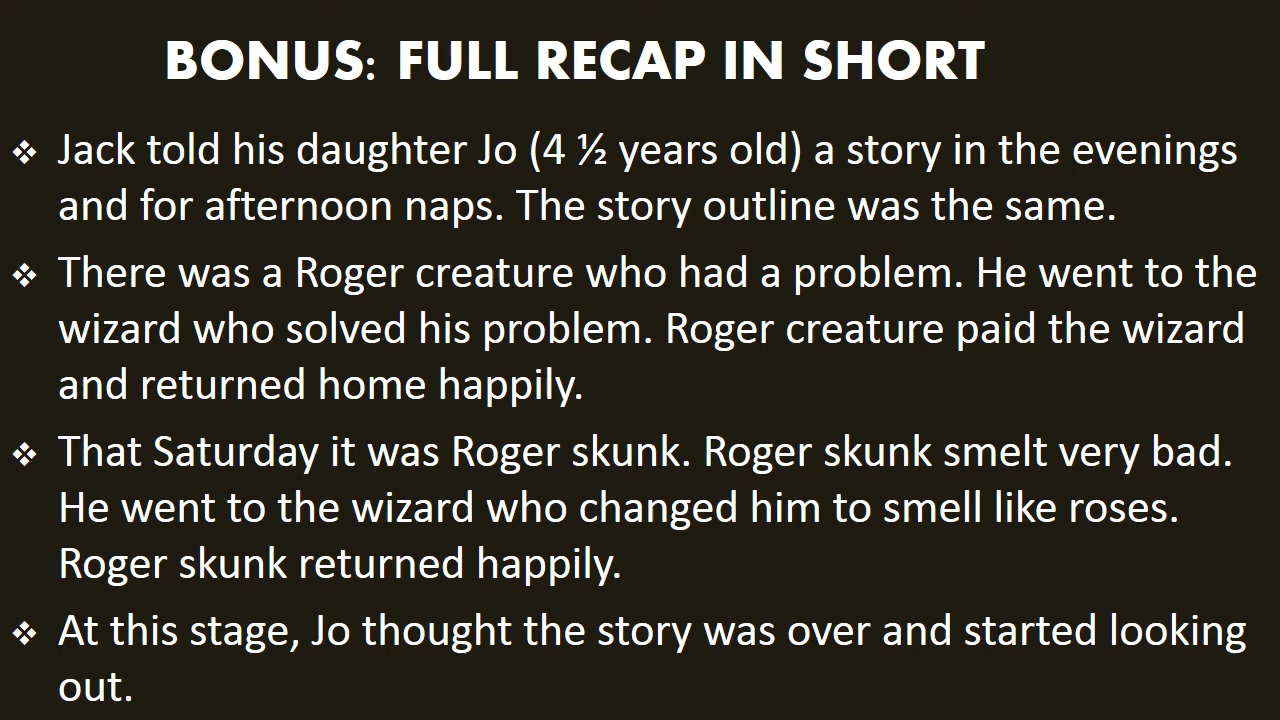 BONUS: FULL RECAP IN SHORT
❖ Jack told his daughter Jo (4 ½ years old) a story in the evenings
and for afternoon naps. The story outline was the same.
❖ There was a Roger creature who had a problem. He went to the
wizard who solved his problem. Roger creature paid the wizard
and returned home happily.
❖ That Saturday it was Roger skunk. Roger skunk smelt very bad.
He went to the wizard who changed him to smell like roses.
Roger skunk returned happily.
❖ At this stage, Jo thought the story was over and started looking
out.